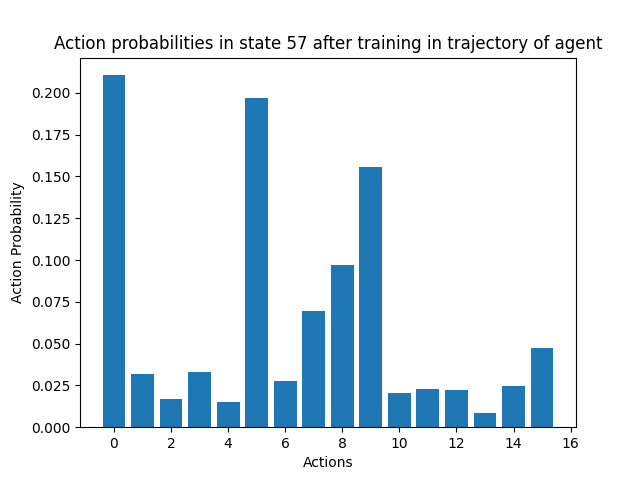 Action probabilities in state 57 after training in trajectory of agent
0.200
0.175
0.150
0.125
0.100
0.075
0.050
0.025
0.000
Action Probability
0 2 4 6 8 10 12 14 16
Actions